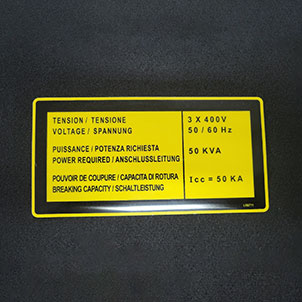 TENSION / TENSIONE
VOLTAGE / SPANNUNG
3 X 400V
50 / 60 Hz
PUISSANCE / POTENZA RICHIESTA
POWER REQUIRED / ANSCHLUSSLEITUNG
50 KVA
POUVOIR DE COUPURE / CAPACITA DI ROTURA
BREAKING CAPACITY / SCHALTLEISTUNG
Icc = 50 KA